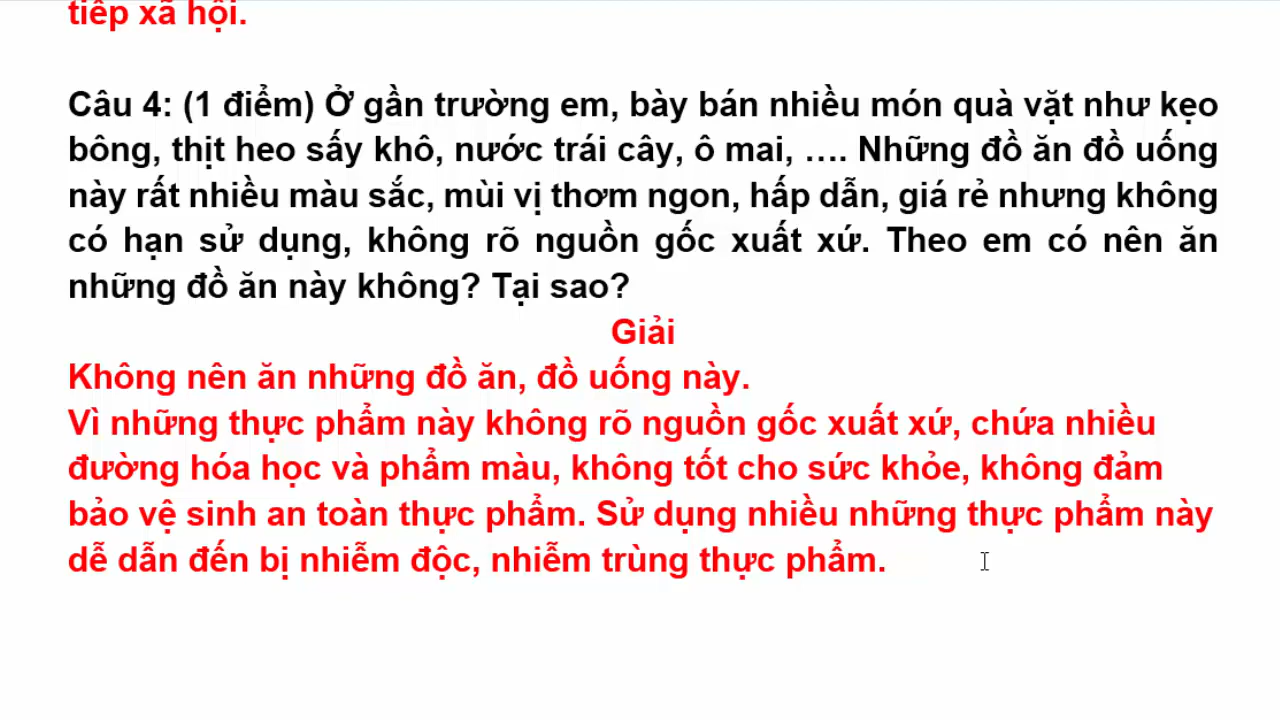 tiếp xã hội.
Câu 4: (1 điểm) Ở gần trường em, bày bán nhiều món quà vặt như kẹo
bông, thịt heo sấy khô, nước trái cây, ô mai, …. Những đồ ăn đồ uống
này rất nhiều màu sắc, mùi vị thơm ngon, hấp dẫn, giá rẻ nhưng không
có hạn sử dụng, không rõ nguồn gốc xuất xứ. Theo em có nên ăn
những đồ ăn này không? Tại sao?
Giải
Không nên ăn những đồ ăn, đồ uống này.
Vì những thực phẩm này không rõ nguồn gốc xuất xứ, chứa nhiều
đường hóa học và phẩm màu, không tốt cho sức khỏe, không đảm
bảo vệ sinh an toàn thực phẩm. Sử dụng nhiều những thực phẩm này
dễ dẫn đến bị nhiễm độc, nhiễm trùng thực phẩm.